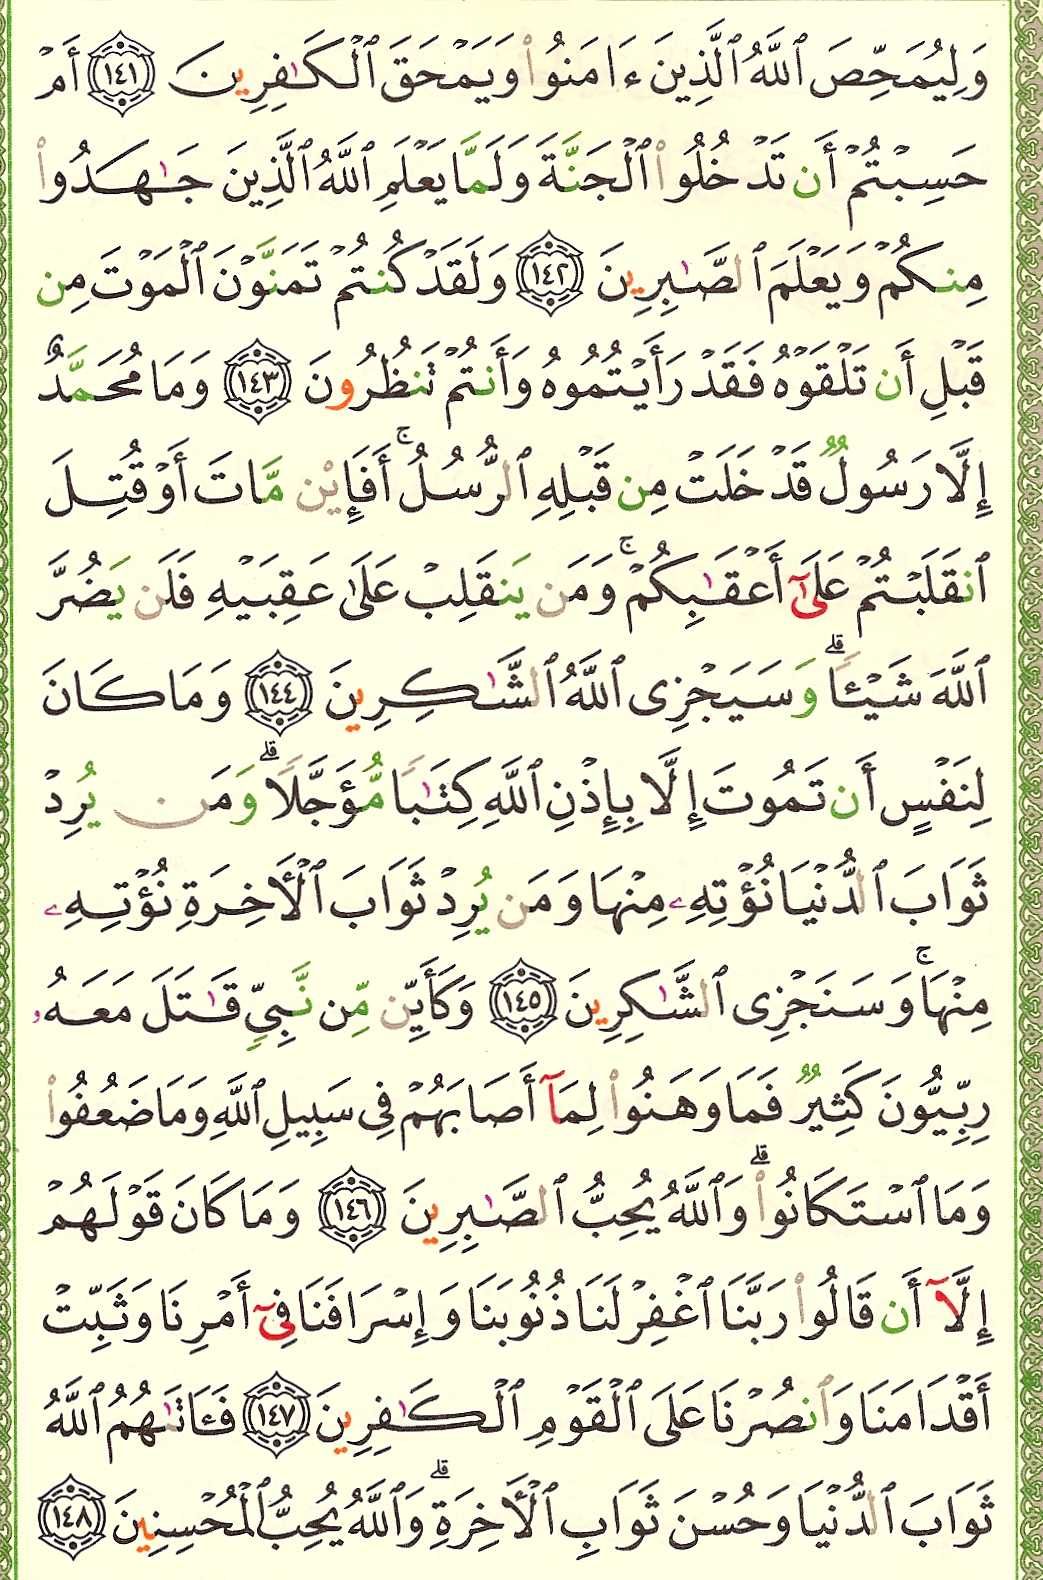 وَلِيُمَحِّصَ ٱللَّهُ ٱلَّذِينَ ءَامَنُوا۟ وَيَمْحَقَ ٱلْكَـٰفِرِينَ ١٤١ أَمْ
حَسِبْتُمْ أَن تَدْخُلُوا۟ ٱلْجَنَّةَ وَلَمَّا يَعْلَمِ ٱللَّهُ ٱلَّذِينَ جَـٰهَدُوا۟
مِنكُمْ وَيَعْلَمَ ٱلصَّـٰبِرِينَ ١٤٢ وَلَقَدْ كُنتُمْ تَمَنَّوْنَ ٱلْمَوْتَ مِن
قَبْلِ أَن تَلْقَوْهُ فَقَدْ رَأَيْتُمُوهُ وَأَنتُمْ تَنظُرُونَ ١٤٣ وَمَا مُحَمَّدٌ
إِلَّا رَسُولٌ قَدْ خَلَتْ مِن قَبْلِهِ ٱلرُّسُلُ ۚ أَفَإِي۟ن مَّاتَ أَوْ قُتِلَ
ٱنقَلَبْتُمْ عَلَىٰٓ أَعْقَـٰبِكُمْ ۚ وَمَن يَنقَلِبْ عَلَىٰ عَقِبَيْهِ فَلَن يَضُرَّ
ٱللَّهَ شَيْـًٔا ۗ وَسَيَجْزِى ٱللَّهُ ٱلشَّـٰكِرِينَ ١٤٤ وَمَا كَانَ
لِنَفْسٍ أَن تَمُوتَ إِلَّا بِإِذْنِ ٱللَّهِ كِتَـٰبًا مُّؤَجَّلًا ۗ وَمَن يُرِدْ
ثَوَابَ ٱلدُّنْيَا نُؤْتِهِۦ مِنْهَا وَمَن يُرِدْ ثَوَابَ ٱلْـَٔاخِرَةِ نُؤْتِهِۦ
مِنْهَا ۚ وَسَنَجْزِى ٱلشَّـٰكِرِينَ ١٤٥ وَكَأَيِّن مِّن نَّبِىٍّ قَـٰتَلَ مَعَهُۥ
رِبِّيُّونَ كَثِيرٌ فَمَا وَهَنُوا۟ لِمَآ أَصَابَهُمْ فِى سَبِيلِ ٱللَّهِ وَمَا ضَعُفُوا۟
وَمَا ٱسْتَكَانُوا۟ ۗ وَٱللَّهُ يُحِبُّ ٱلصَّـٰبِرِينَ ١٤٦ وَمَا كَانَ قَوْلَهُمْ
إِلَّآ أَن قَالُوا۟ رَبَّنَا ٱغْفِرْ لَنَا ذُنُوبَنَا وَإِسْرَافَنَا فِىٓ أَمْرِنَا وَثَبِّتْ
أَقْدَامَنَا وَٱنصُرْنَا عَلَى ٱلْقَوْمِ ٱلْكَـٰفِرِينَ ١٤٧ فَـَٔاتَىٰهُمُ ٱللَّهُ
ثَوَابَ ٱلدُّنْيَا وَحُسْنَ ثَوَابِ ٱلْـَٔاخِرَةِ ۗ وَٱللَّهُ يُحِبُّ ٱلْمُحْسِنِينَ ١٤٨